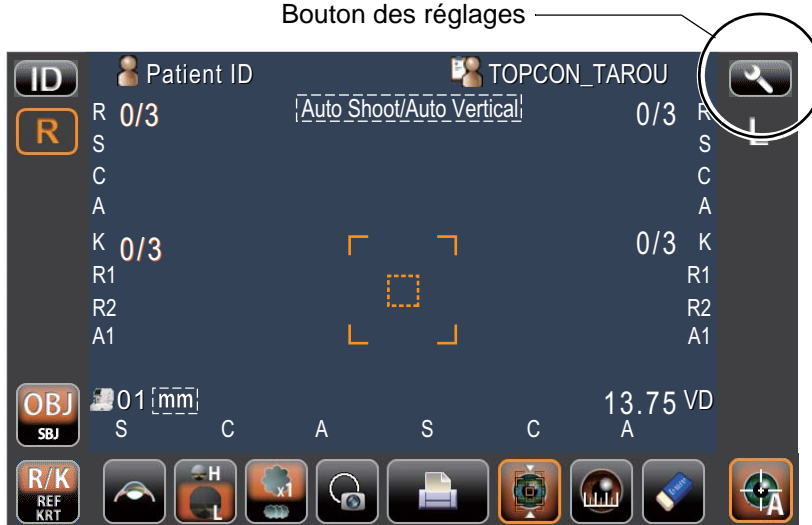 Bouton des réglages
ID Patient ID TOPCON_TAROU
R R 0/3 Auto Shoot/Auto Vertical 0/3 R L
S S
C C
A A
K 0/3 0/3 K
R1 R1
R2 R2
A1 A1
OBJ 01 mm 13.75 VD
SBJ S C A S C A
R/K H x1
REF L A
KRT